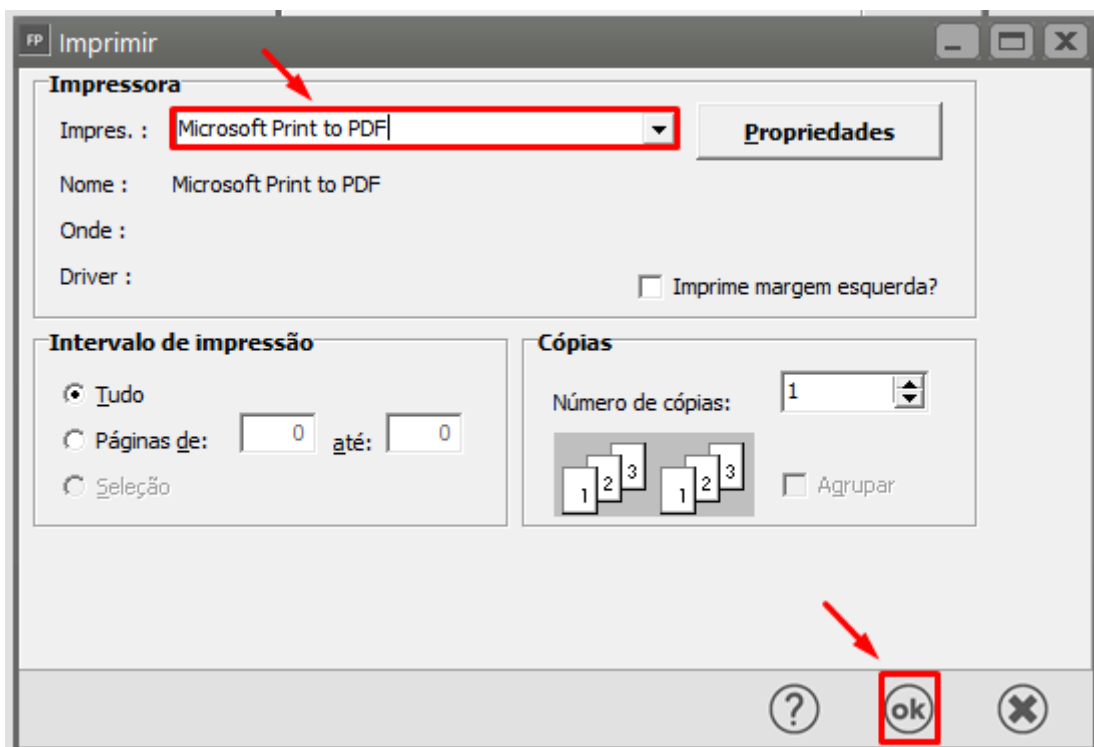 FP Imprimir
Impressora
Impres. : Microsoft Print to PDF
Propriedades
Nome : Microsoft Print to PDF
Onde :
Driver :
Imprime margem esquerda?
Intervalo de impressão
Tudo
Páginas de: 0 até: 0
Seleção
Cópias
Número de cópias: 1
1 2 3 1 2 3
Agrupar
? ok